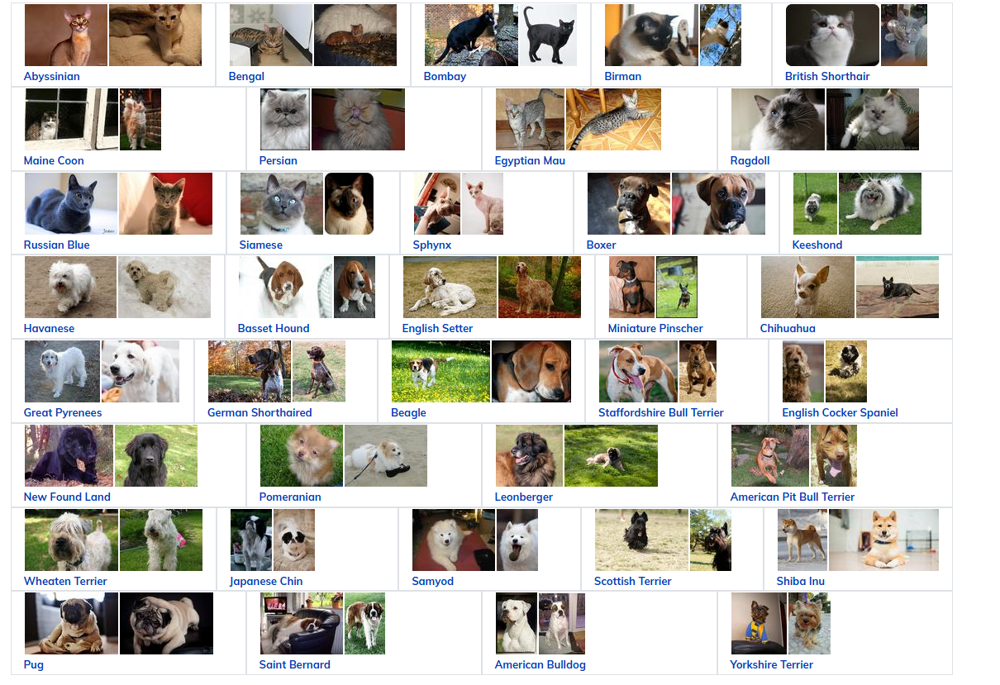 Abyssinian
Bengal
Bombay
Birman
British Shorthair
Maine Coon
Persian
Egyptian Mau
Ragdoll
Russian Blue
Siamese
Sphynx
Boxer
Keeshond
Havanese
Basset Hound
English Setter
Miniature Pinscher
Chihuahua
Great Pyrenees
German Shorthaired
Beagle
Staffordshire Bull Terrier
English Cocker Spaniel
New Found Land
Pomeranian
Leonberger
American Pit Bull Terrier
Wheaten Terrier
Japanese Chin
Samyod
Scottish Terrier
Shiba Inu
Pug
Saint Bernard
American Bulldog
Yorkshire Terrier